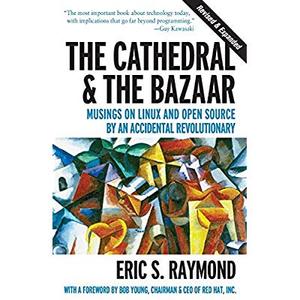 "The most important book about technology today,
with implications that go far beyond programming."
—Guy Kawasaki
Revised & Expanded
THE CATHEDRAL
& THE BAZAAR
MUSINGS ON LINUX AND OPEN SOURCE
BY AN ACCIDENTAL REVOLUTIONARY
ERIC S. RAYMOND
WITH A FOREWORD BY BOB YOUNG, CHAIRMAN & CEO OF RED HAT, INC.